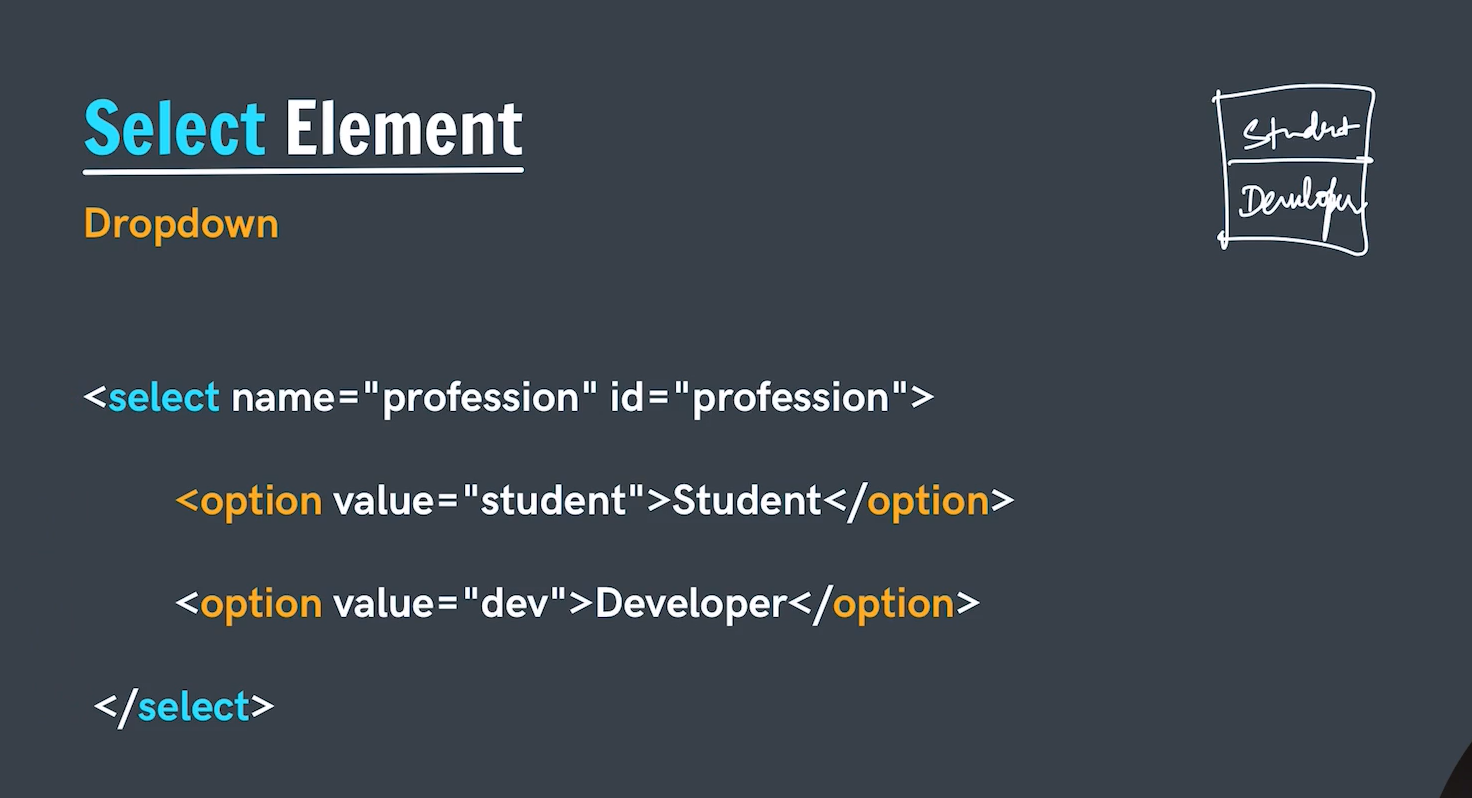 Select Element
Dropdown
Student
Developer
<select name="profession" id="profession">
<option value="student">Student</option>
<option value="dev">Developer</option>
</select>